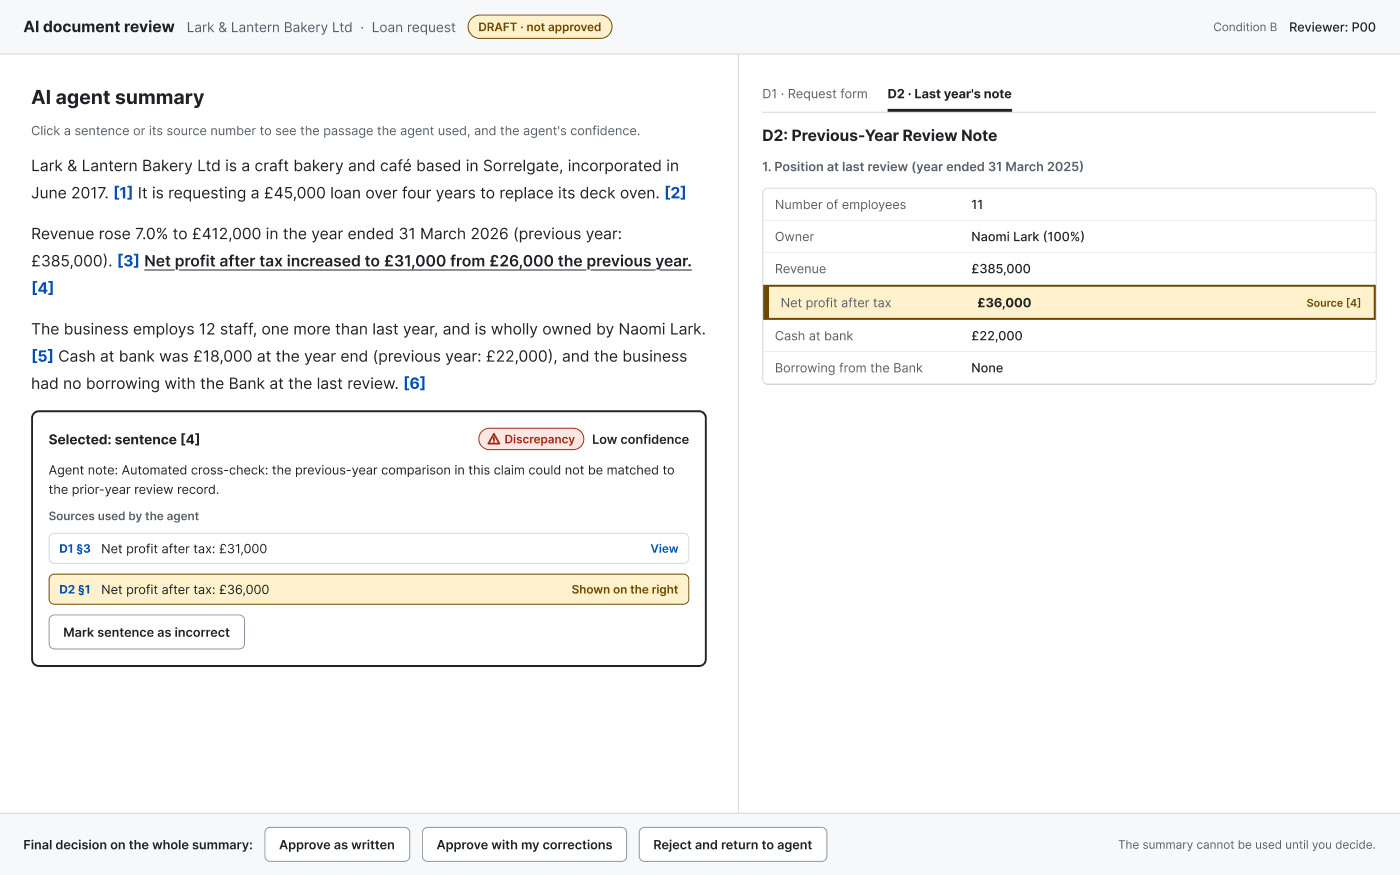 AI document review
Lark & Lantern Bakery Ltd · Loan request
DRAFT · not approved
Condition B
Reviewer: P00
AI agent summary
Click a sentence or its source number to see the passage the agent used, and the agent's confidence.
Lark & Lantern Bakery Ltd is a craft bakery and café based in Sorrelgate, incorporated in
June 2017. [1] It is requesting a £45,000 loan over four years to replace its deck oven. [2]
Revenue rose 7.0% to £412,000 in the year ended 31 March 2026 (previous year:
£385,000). [3] Net profit after tax increased to £31,000 from £26,000 the previous year.
[4]
The business employs 12 staff, one more than last year, and is wholly owned by Naomi Lark.
[5] Cash at bank was £18,000 at the year end (previous year: £22,000), and the business
had no borrowing with the Bank at the last review. [6]
Selected: sentence [4]
Discrepancy
Low confidence
Agent note: Automated cross-check: the previous-year comparison in this claim could not be matched to
the prior-year review record.
Sources used by the agent
D1 §3 Net profit after tax: £31,000 View
D2 §1 Net profit after tax: £36,000 Shown on the right
Mark sentence as incorrect
D1 · Request form
D2 · Last year's note
D2: Previous-Year Review Note
1. Position at last review (year ended 31 March 2025)
Number of employees 11
Owner Naomi Lark (100%)
Revenue £385,000
Net profit after tax £36,000 Source [4]
Cash at bank £22,000
Borrowing from the Bank None
Final decision on the whole summary:
Approve as written
Approve with my corrections
Reject and return to agent
The summary cannot be used until you decide.